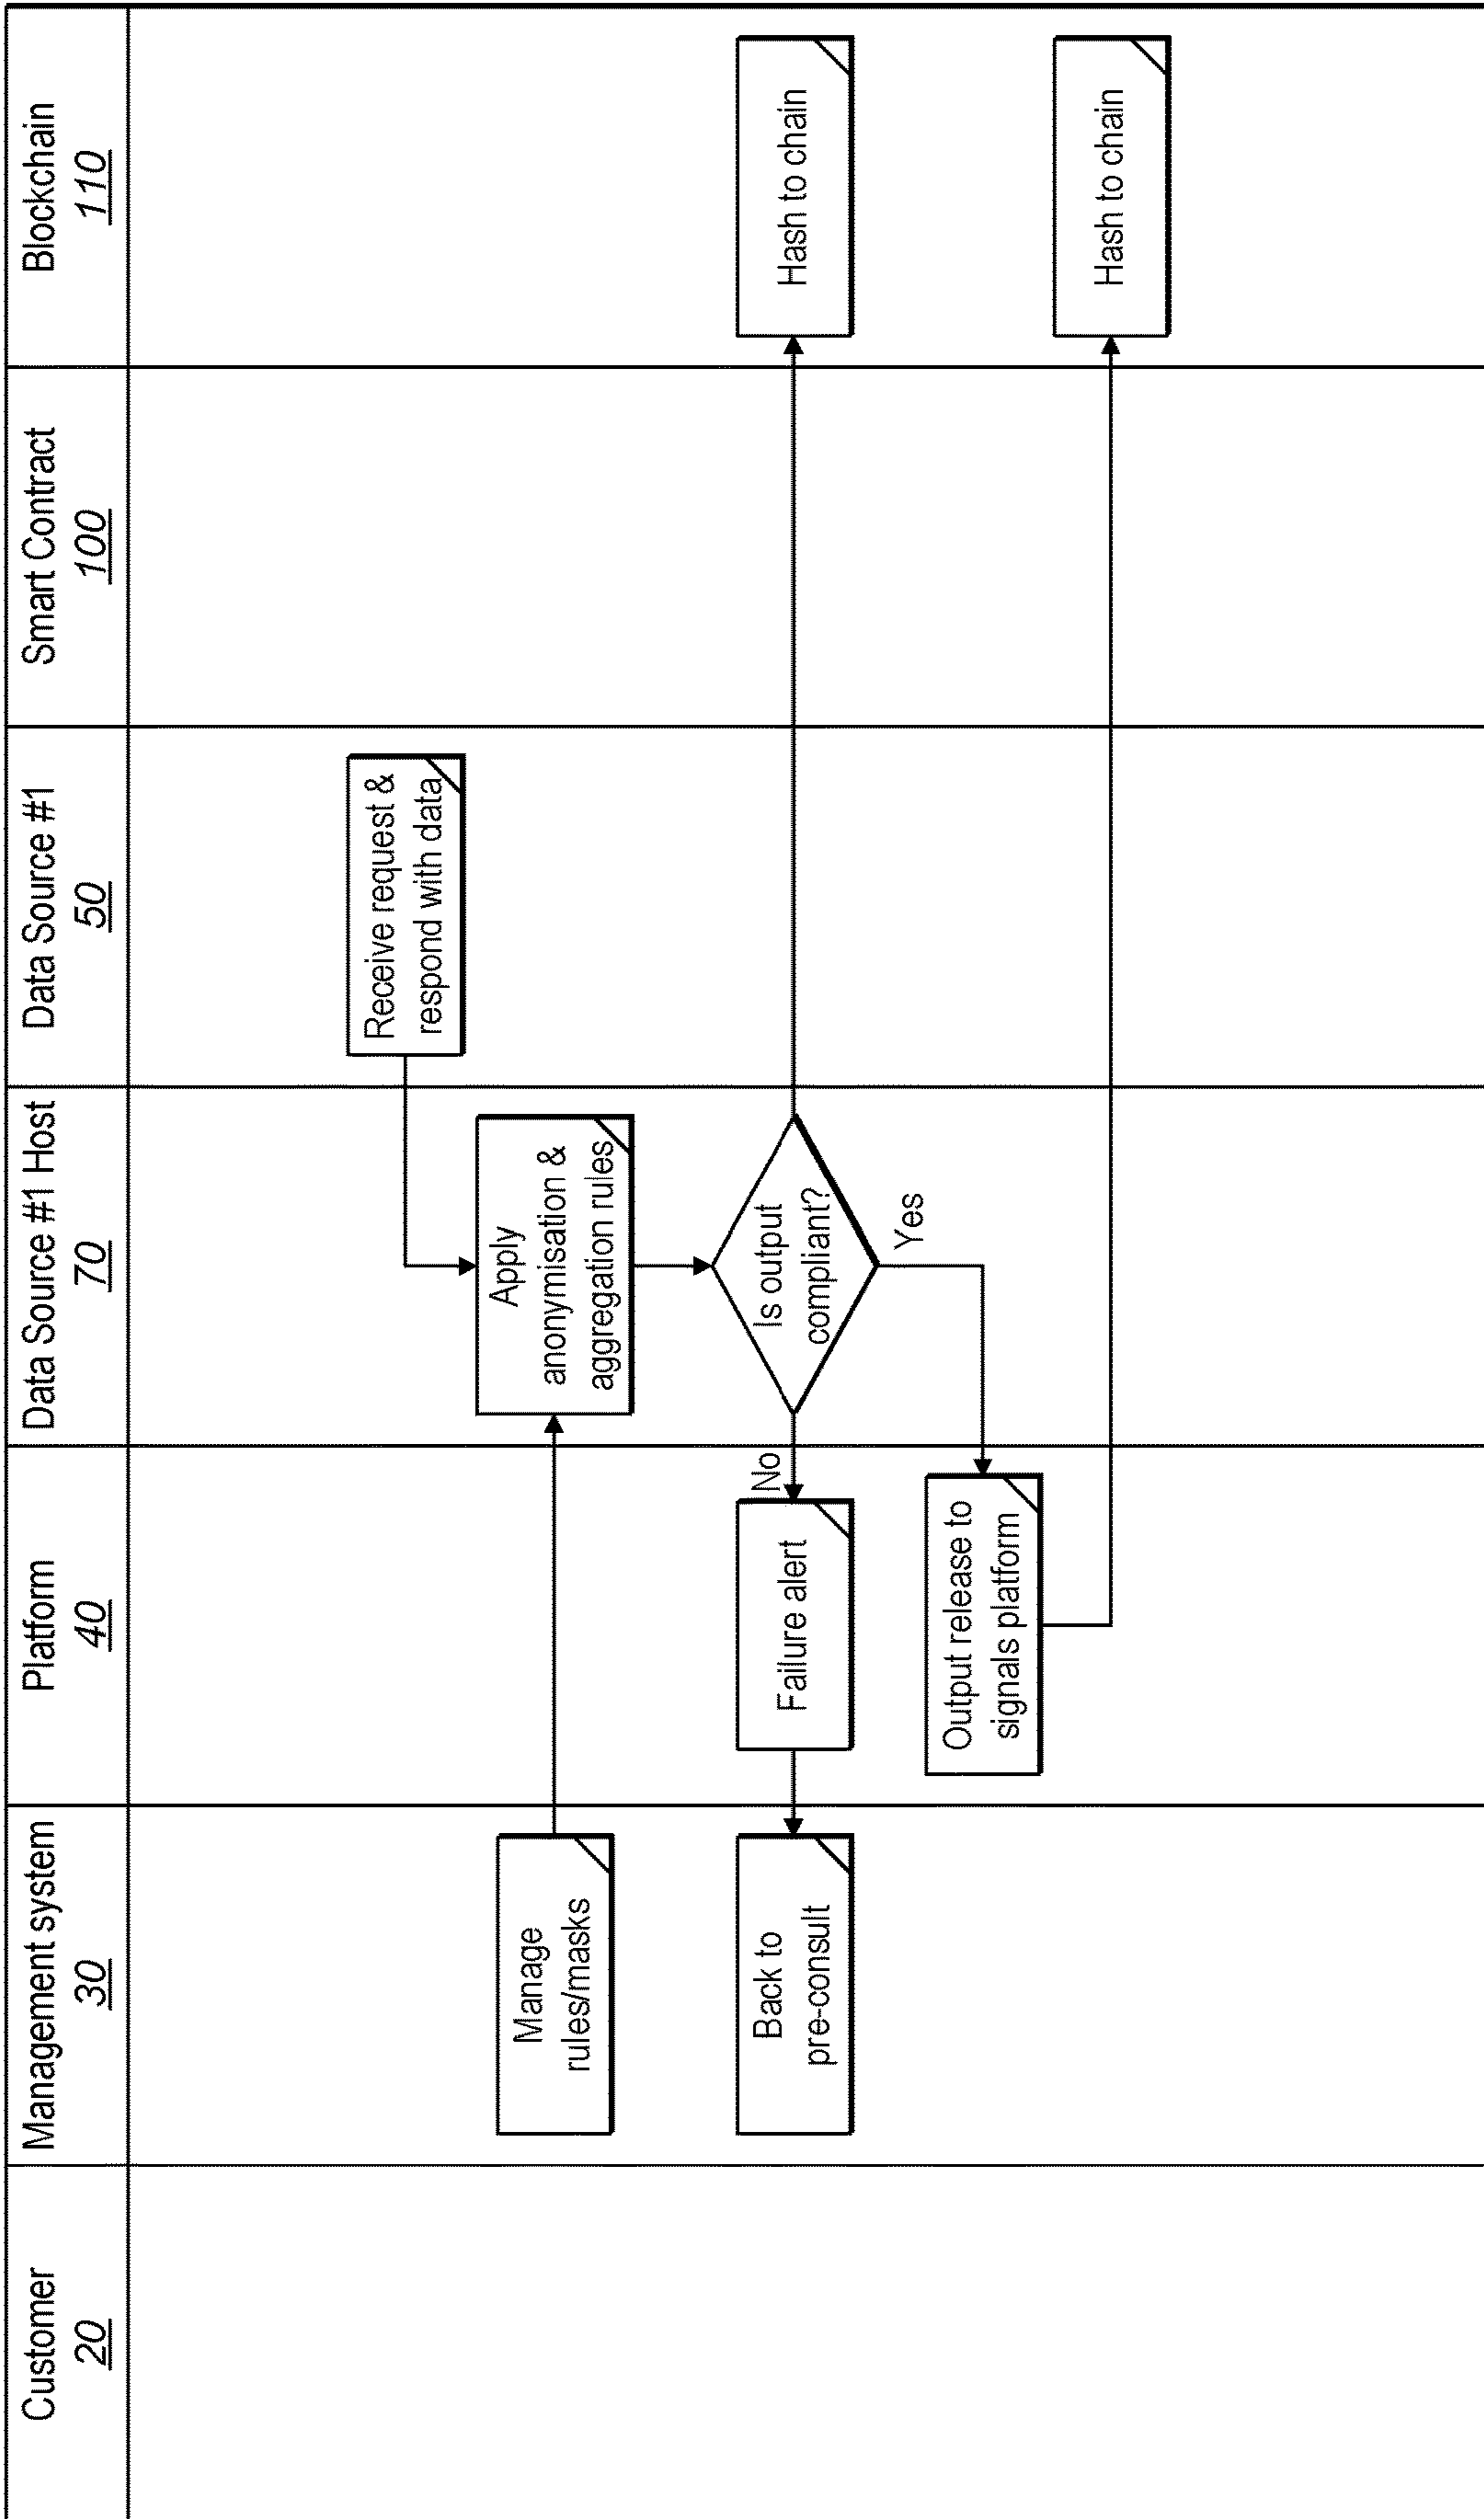 Customer
20
Management system
30
Platform
40
Data Source #1 Host
70
Data Source #1
50
Smart Contract
100
Blockchain
110
Receive request &
respond with data
Manage
rules/masks
Apply
anonymisation &
aggregation rules
Back to
pre-consult
Failure alert
No
Is output
compliant?
Hash to chain
Yes
Output release to
signals platform
Hash to chain